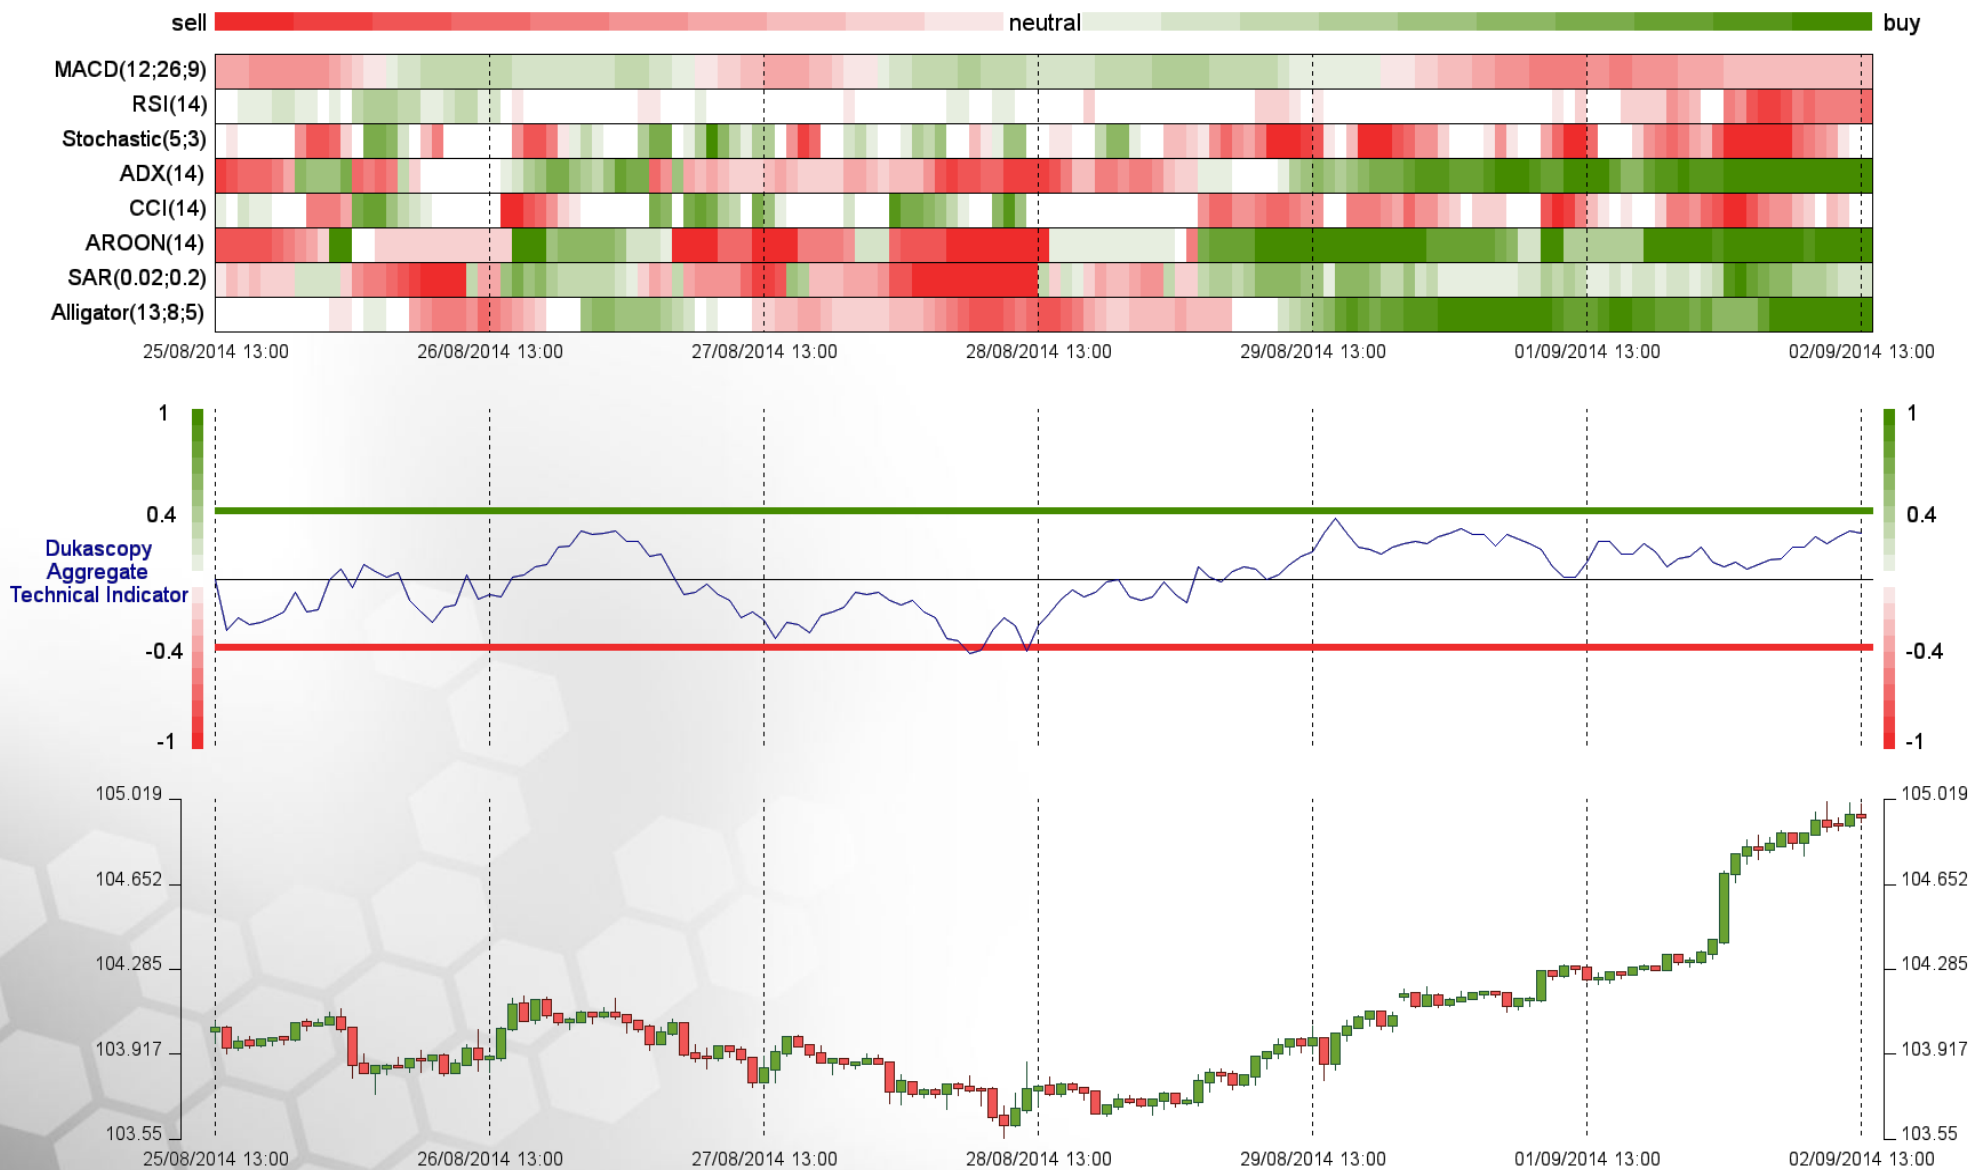 sell neutral buy
MACD(12;26;9)
RSI(14)
Stochastic(5;3)
ADX(14)
CCI(14)
AROON(14)
SAR(0.02;0.2)
Alligator(13;8;5)
25/08/2014 13:00 26/08/2014 13:00 27/08/2014 13:00 28/08/2014 13:00 29/08/2014 13:00 01/09/2014 13:00 02/09/2014 13:00
1 1
0.4 0.4
Dukascopy
Aggregate
Technical Indicator
-0.4 -0.4
-1 -1
105.019 105.019
104.652 104.652
104.285 104.285
103.917 103.917
103.55 103.55
25/08/2014 13:00 26/08/2014 13:00 27/08/2014 13:00 28/08/2014 13:00 29/08/2014 13:00 01/09/2014 13:00 02/09/2014 13:00